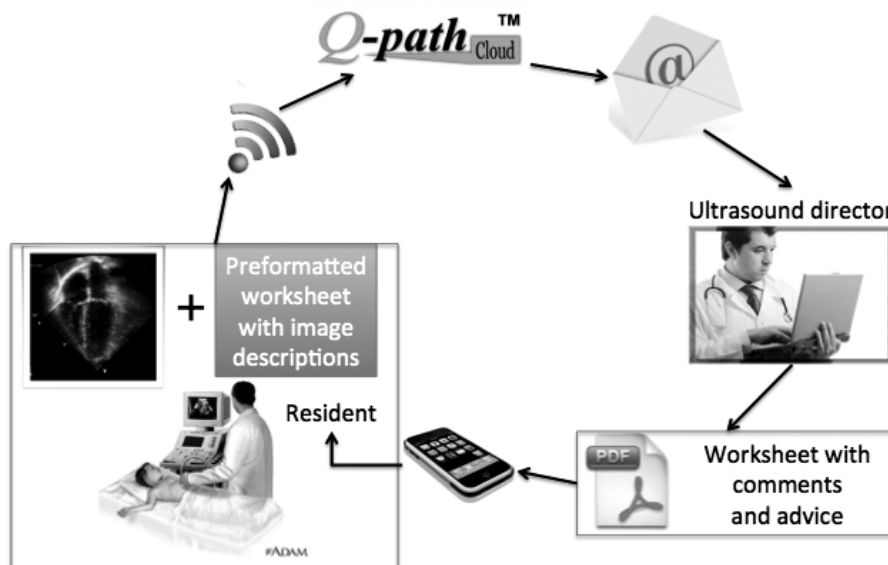 Q-path TM
Cloud
@
Ultrasound director
Preformatted
worksheet
with image
descriptions
+
Resident
PDF
Worksheet with
comments
and advice
#ADAM.